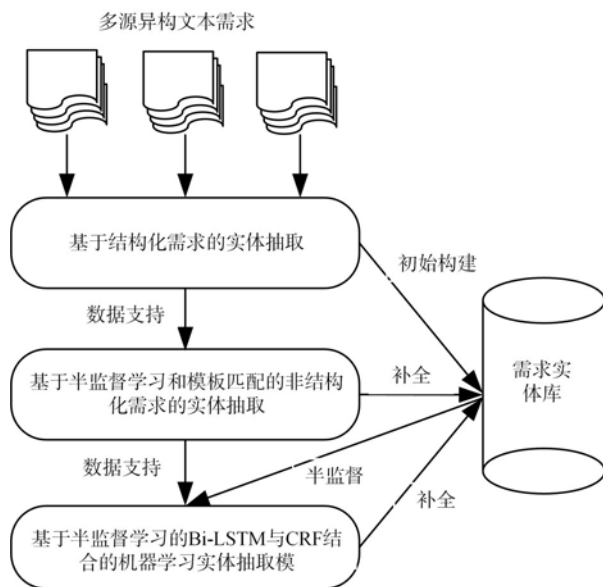 多源异构文本需求
基于结构化需求的实体抽取
初始构建
数据支持
基于半监督学习和模板匹配的非结构
化需求的实体抽取
补全
需求实
体库
数据支持
半监督
补全
基于半监督学习的Bi-LSTM与CRF结
合的机器学习实体抽取模